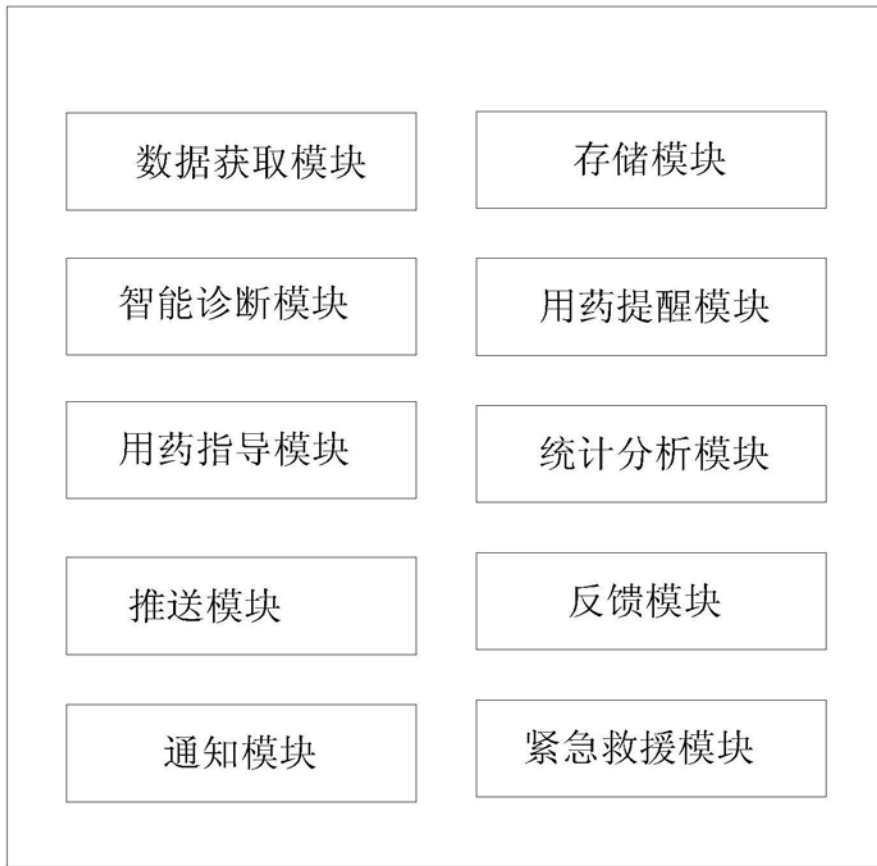 数据获取模块
存储模块
智能诊断模块
用药提醒模块
用药指导模块
统计分析模块
推送模块
反馈模块
通知模块
紧急救援模块